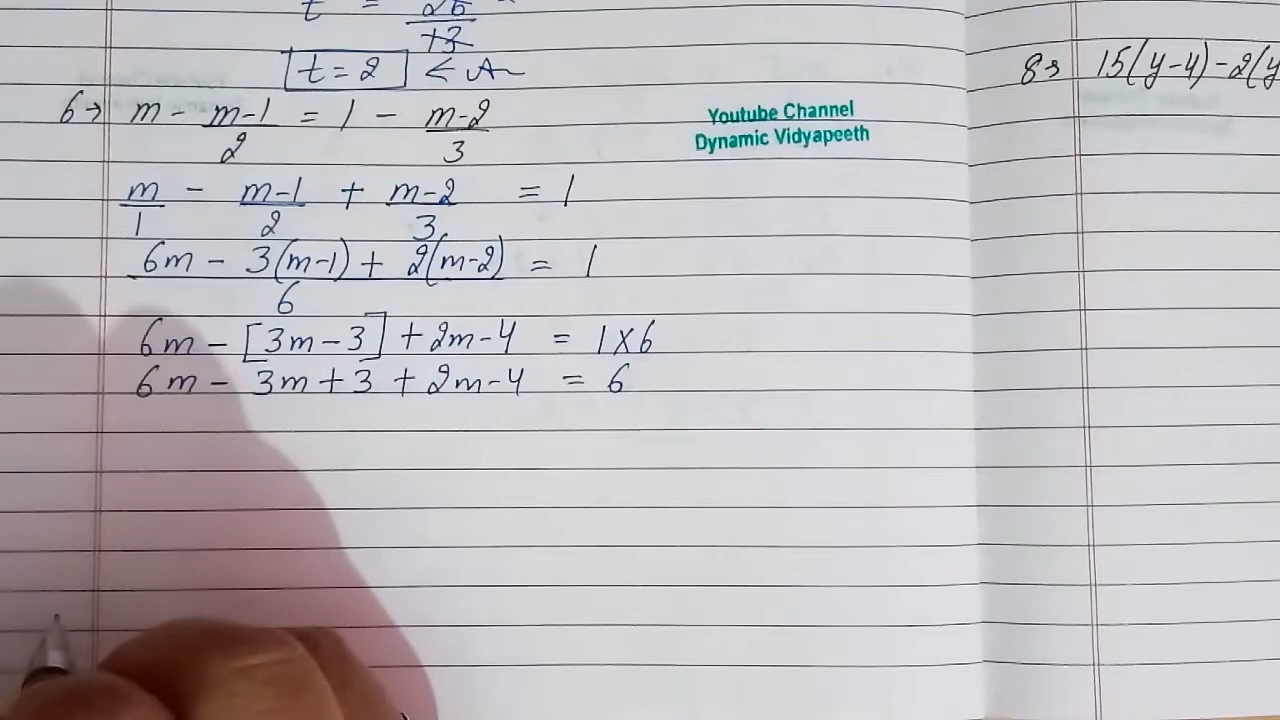 t = 26
+3
t = 2 < A
6→ m - m-1/2 = 1 - m-2/3
Youtube Channel
Dynamic Vidyapeeth
m/1 - m-1/2 + m-2/3 = 1
6m - 3(m-1) + 2(m-2)/6 = 1
6m - [3m-3] + 2m-4 = 1×6
6m - 3m+3 + 2m-4 = 6
8→ 15(y-4)-2(y